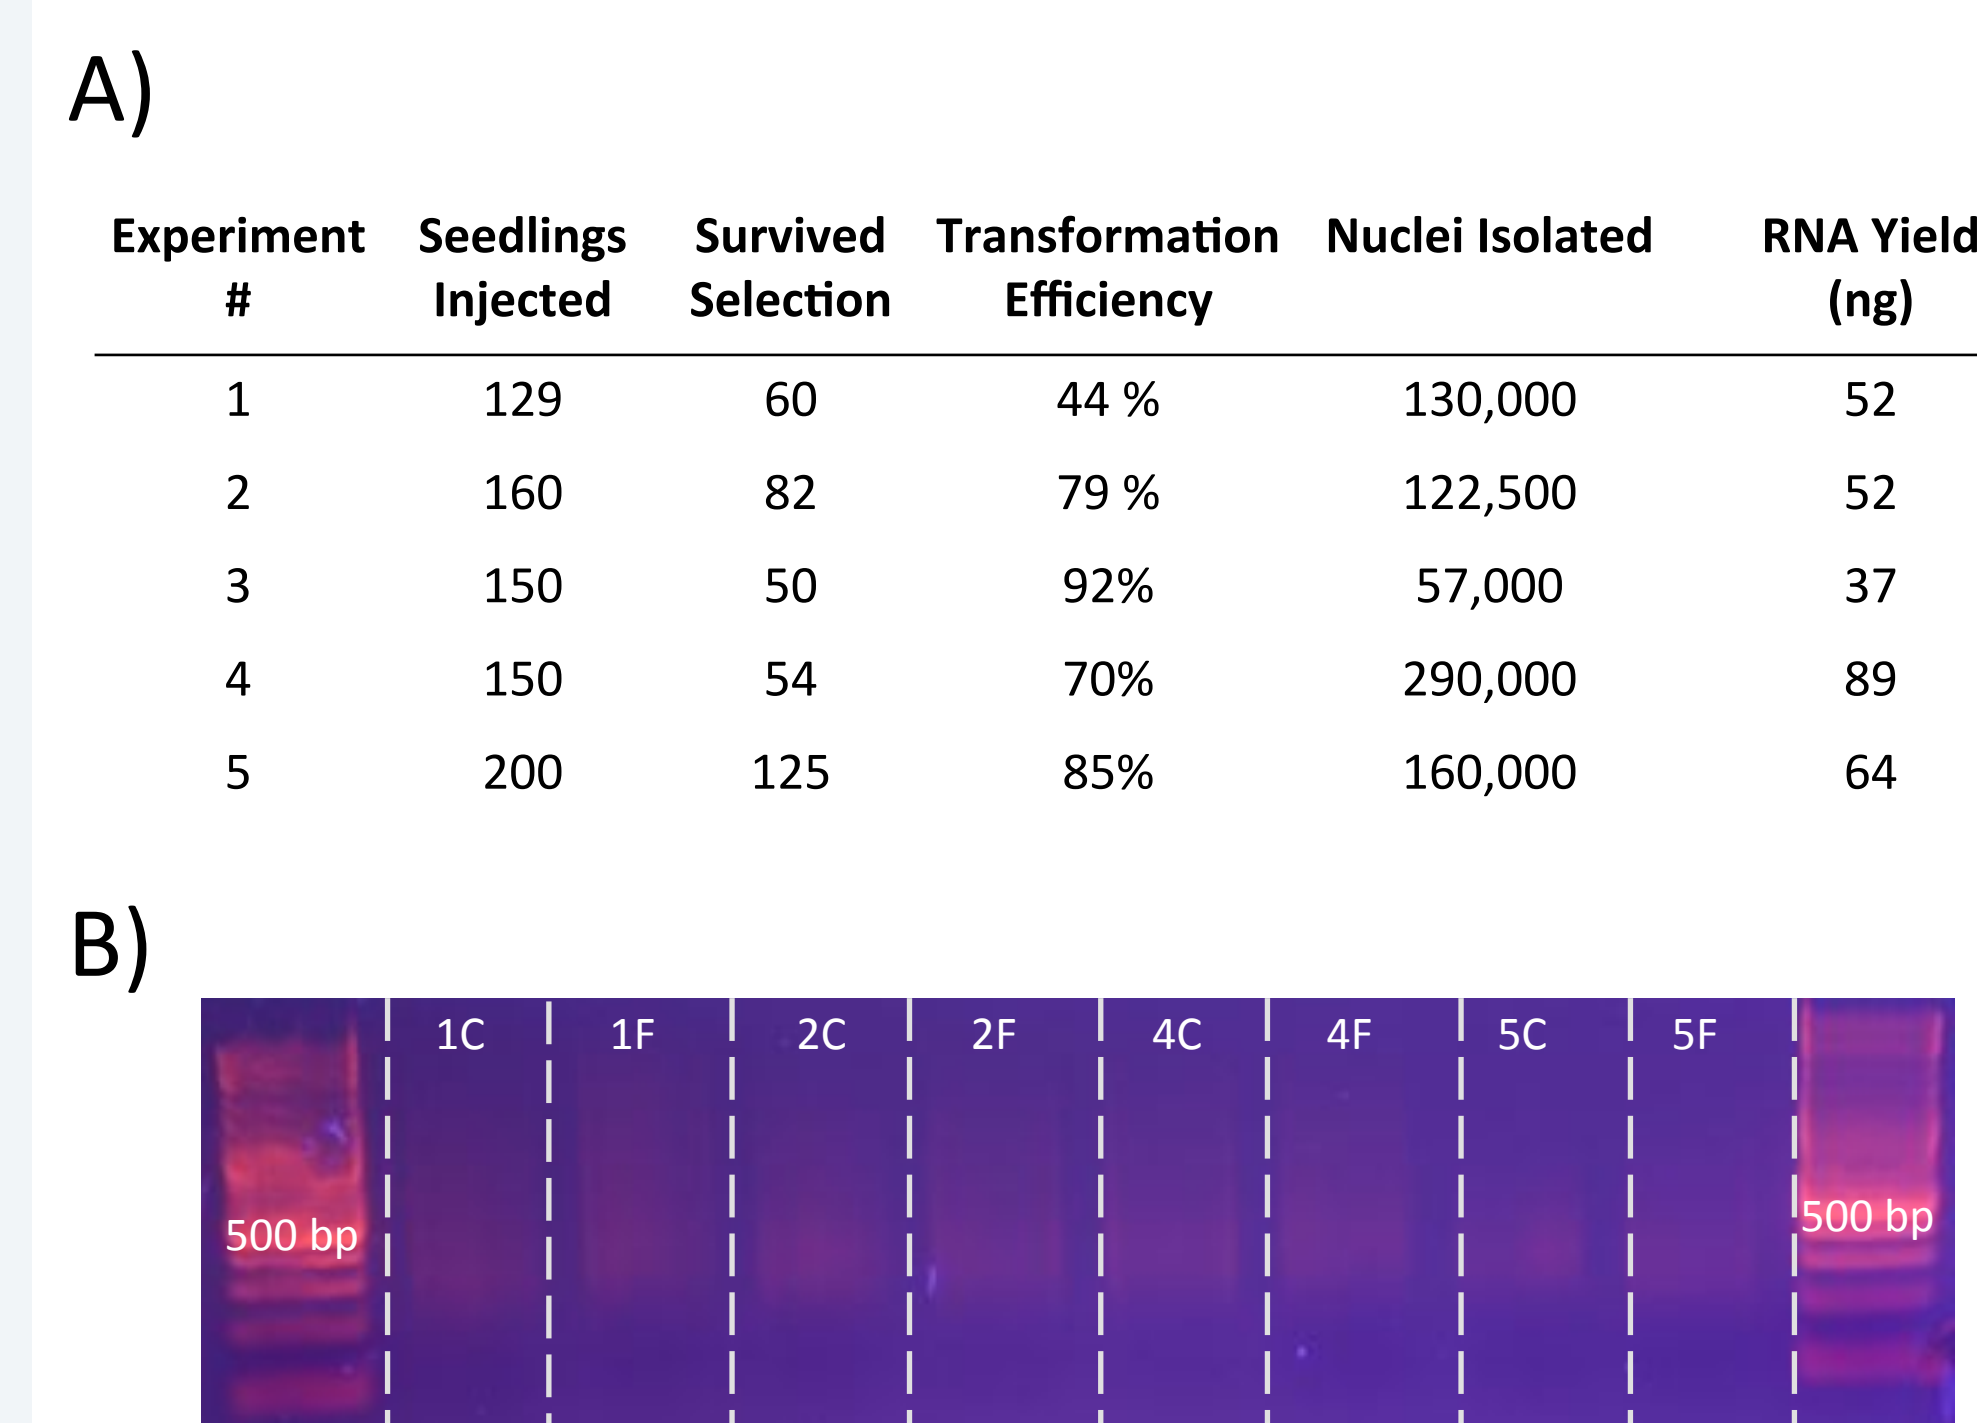 A)
Experiment # Seedlings Injected Survived Selection Transformation Efficiency Nuclei Isolated RNA Yield (ng)
1 129 60 44 % 130,000 52
2 160 82 79 % 122,500 52
3 150 50 92% 57,000 37
4 150 54 70% 290,000 89
5 200 125 85% 160,000 64
B)
1C 1F 2C 2F 4C 4F 5C 5F
500 bp 500 bp